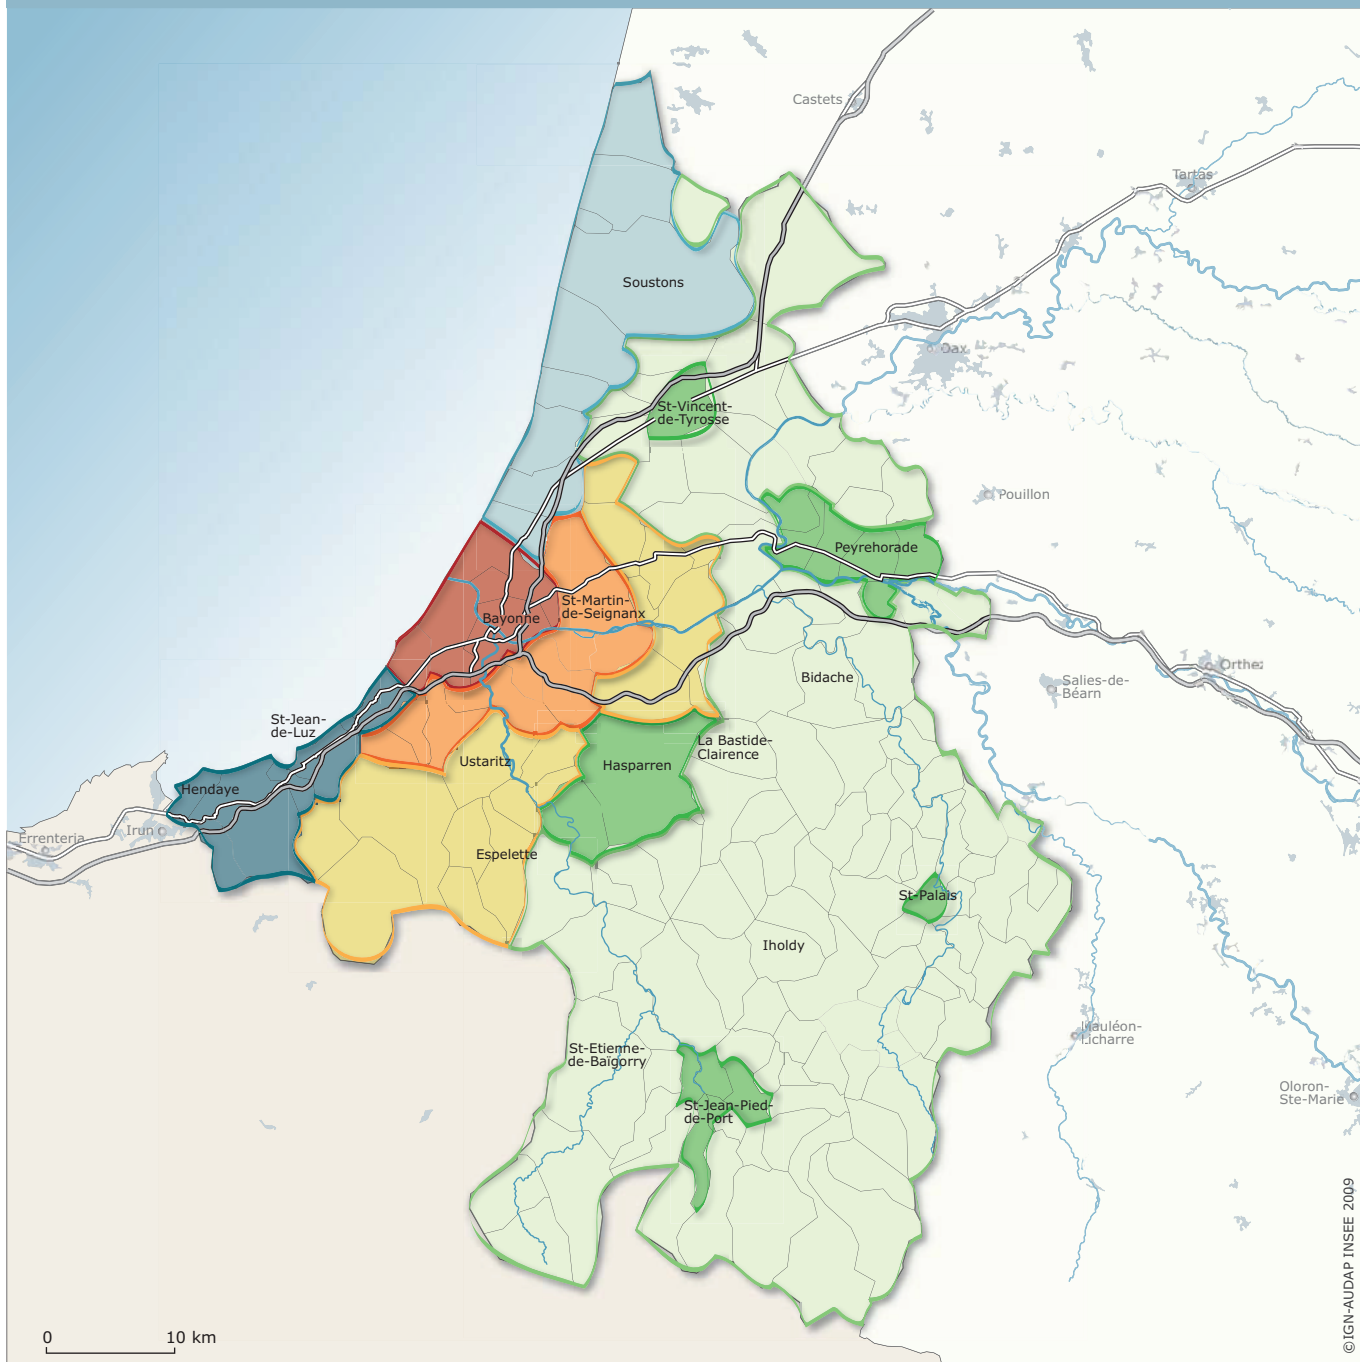 Castets
Tartas
Soustons
Dax
St-Vincent-
de-Tyrosse
Pouillon
Peyrehorade
St-Martin-
de-Seignanx
Bayonne
Orthez
Bidache
Salies-de-
Béarn
St-Jean-
de-Luz
La Bastide-
Clairence
Ustaritz
Hasparren
Hendaye
Irun
Errenteria
Espelette
St-Palais
Iholdy
Mauléon-
Licharre
St-Etienne-
de-Baïgorry
Oloron-
Ste-Marie
St-Jean-Pied-
de-Port
0 10 km
©IGN-AUDAP INSEE 2009